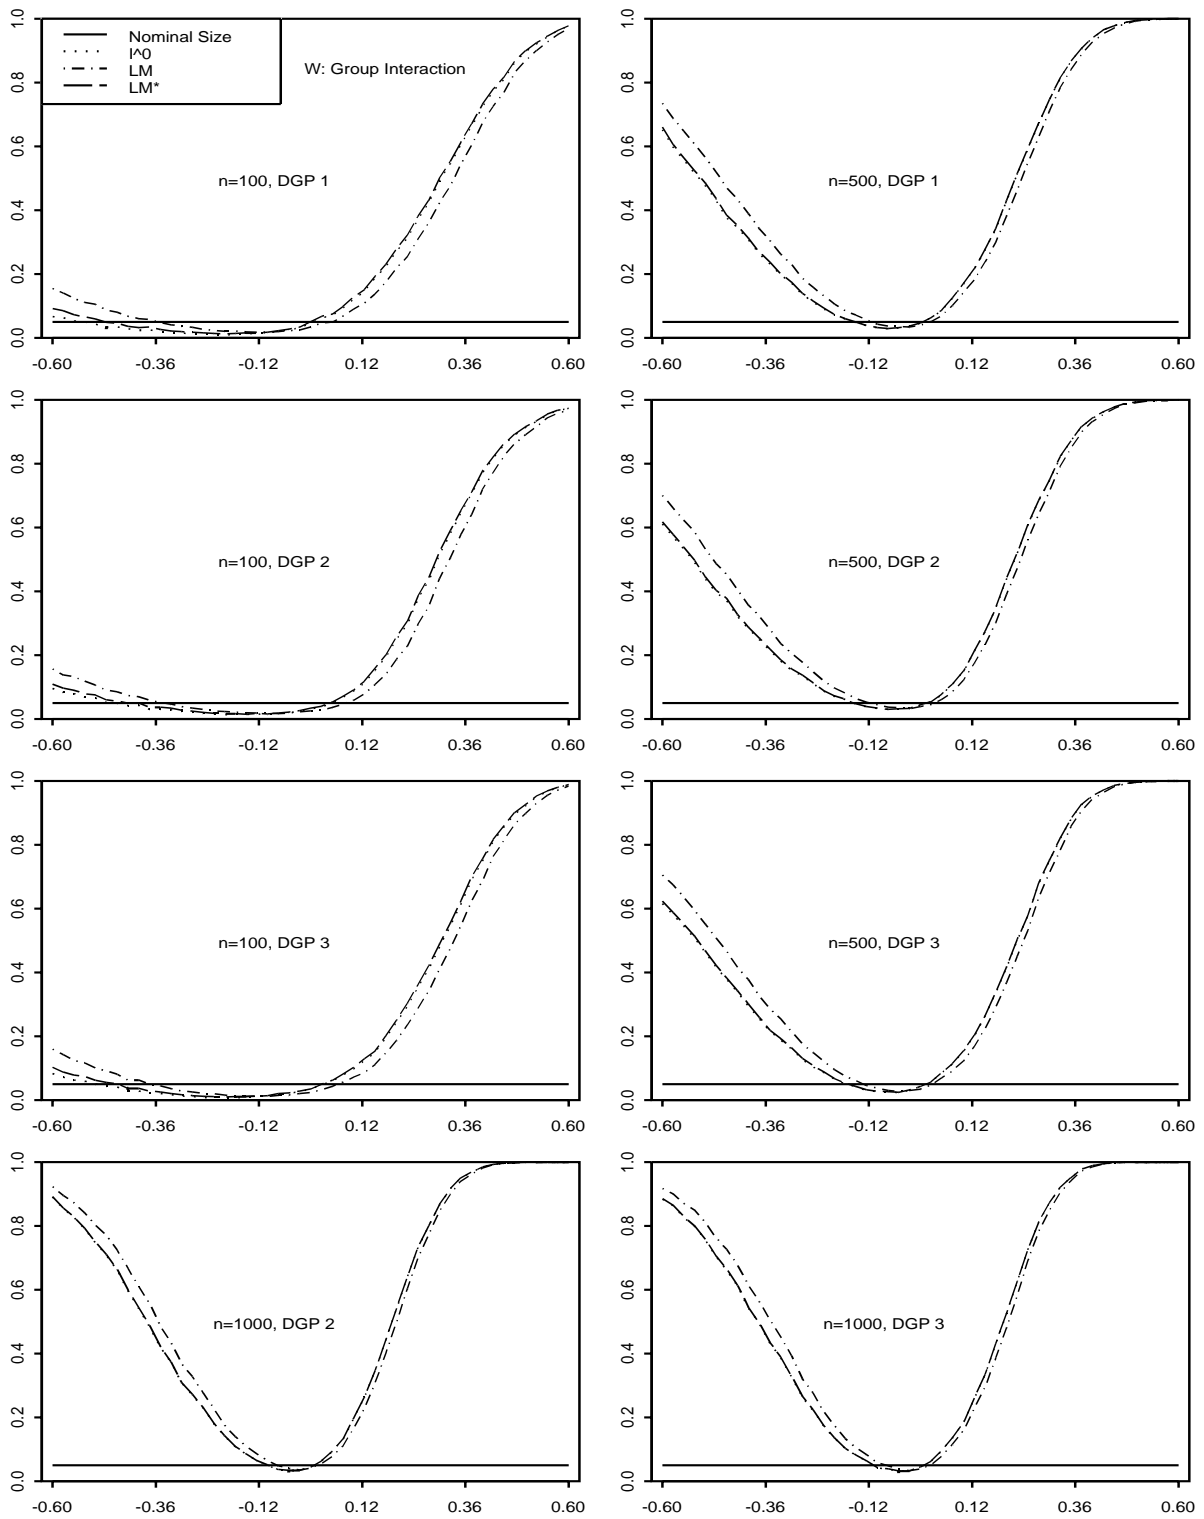 Nominal Size
I^0
LM
LM*
W: Group Interaction
n=100, DGP 1
0.0 0.2 0.4 0.6 0.8 1.0
-0.60 -0.36 -0.12 0.12 0.36 0.60
n=500, DGP 1
0.0 0.2 0.4 0.6 0.8 1.0
-0.60 -0.36 -0.12 0.12 0.36 0.60
n=100, DGP 2
0.0 0.2 0.4 0.6 0.8 1.0
-0.60 -0.36 -0.12 0.12 0.36 0.60
n=500, DGP 2
0.0 0.2 0.4 0.6 0.8 1.0
-0.60 -0.36 -0.12 0.12 0.36 0.60
n=100, DGP 3
0.0 0.2 0.4 0.6 0.8 1.0
-0.60 -0.36 -0.12 0.12 0.36 0.60
n=500, DGP 3
0.0 0.2 0.4 0.6 0.8 1.0
-0.60 -0.36 -0.12 0.12 0.36 0.60
n=1000, DGP 2
0.0 0.2 0.4 0.6 0.8 1.0
-0.60 -0.36 -0.12 0.12 0.36 0.60
n=1000, DGP 3
0.0 0.2 0.4 0.6 0.8 1.0
-0.60 -0.36 -0.12 0.12 0.36 0.60